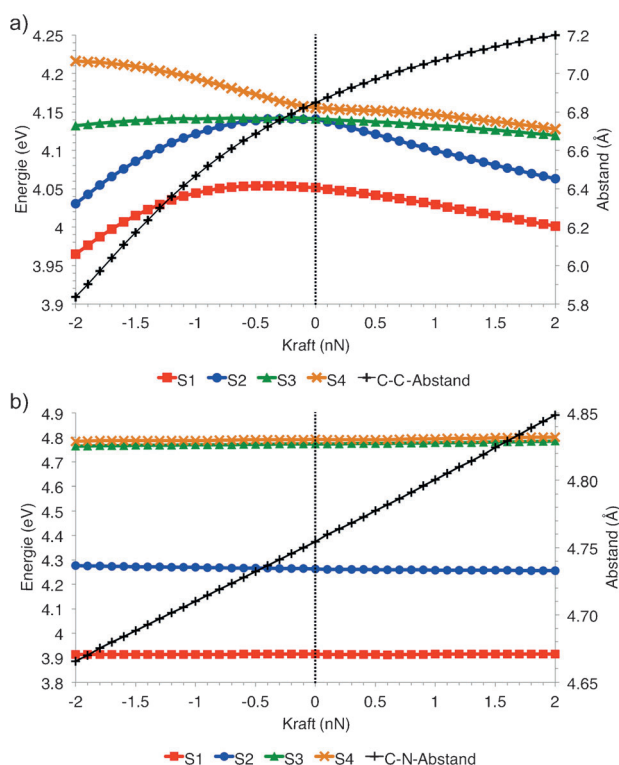 a)
4.25
4.2
4.15
4.1
4.05
4
3.95
3.9
Energie (eV)
7.2
7.0
6.8
6.6
6.4
6.2
6.0
5.8
Abstand (Å)
-2 -1.5 -1 -0.5 0 0.5 1 1.5 2
Kraft (nN)
S1 S2 S3 S4 C-C-Abstand
b)
4.9
4.8
4.7
4.6
4.5
4.4
4.3
4.2
4.1
4
3.9
3.8
Energie (eV)
4.85
4.80
4.75
4.70
4.65
Abstand (Å)
-2 -1.5 -1 -0.5 0 0.5 1 1.5 2
Kraft (nN)
S1 S2 S3 S4 C-N-Abstand